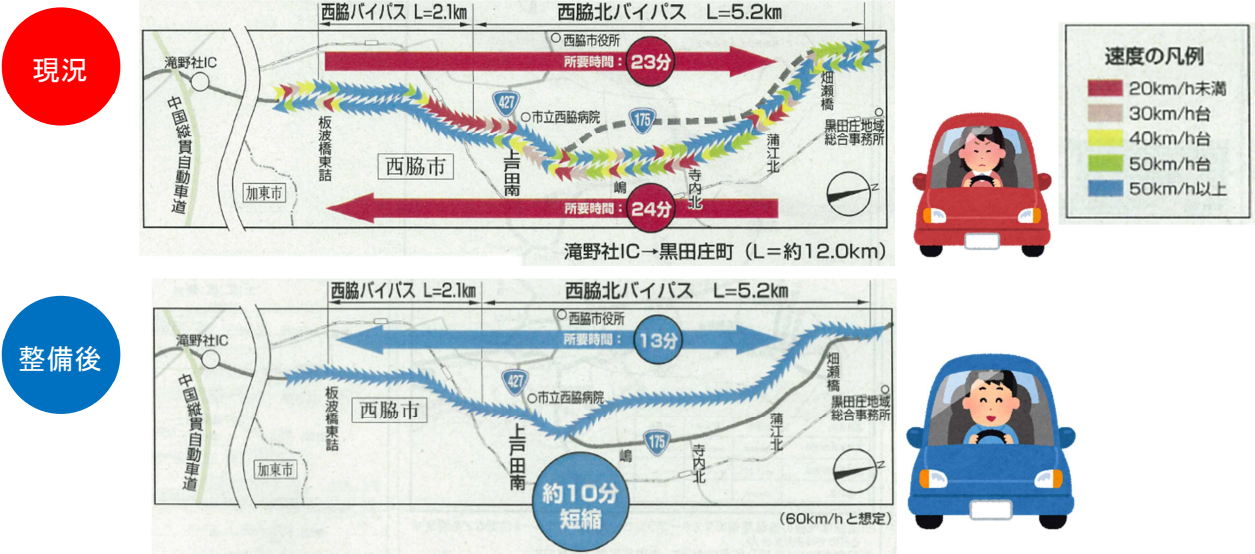 現況
西脇バイパス L=2.1km
西脇北バイパス L=5.2km
西脇市役所
所要時間： 23分
滝野社IC
中国縦貫自動車道
427
市立西脇病院
175
畑瀬橋
黒田庄地域
総合事務所
板波橋東詰
西脇市
上戸田南
蒲江北
加東市
嶋
寺内北
N
所要時間： 24分
滝野社IC→黒田庄町（L＝約12.0km）
速度の凡例
20km/h未満
30km/h台
40km/h台
50km/h台
50km/h以上
整備後
西脇バイパス L=2.1km
西脇北バイパス L=5.2km
西脇市役所
所要時間： 13分
滝野社IC
中国縦貫自動車道
427
市立西脇病院
畑瀬橋
黒田庄地域
総合事務所
板波橋東詰
西脇市
上戸田南
蒲江北
175
加東市
嶋
寺内北
N
約10分
短縮
（60km/hと想定）